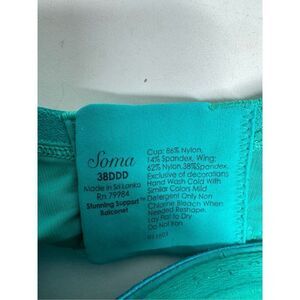 Soma
38DDD
Made in Sri Lanka
Rn 79984
Stunning Support
Balconet
Cup: 86% Nylon,
14% Spandex, Wing:
62% Nylon,38%Spandex,
Exclusive of decorations
Hand Wash Cold With
Similar Colors Mild
Detergent Only Non
Chlorine Bleach When
Needed Reshape,
Lay Flat to Dry
Do Not Iron